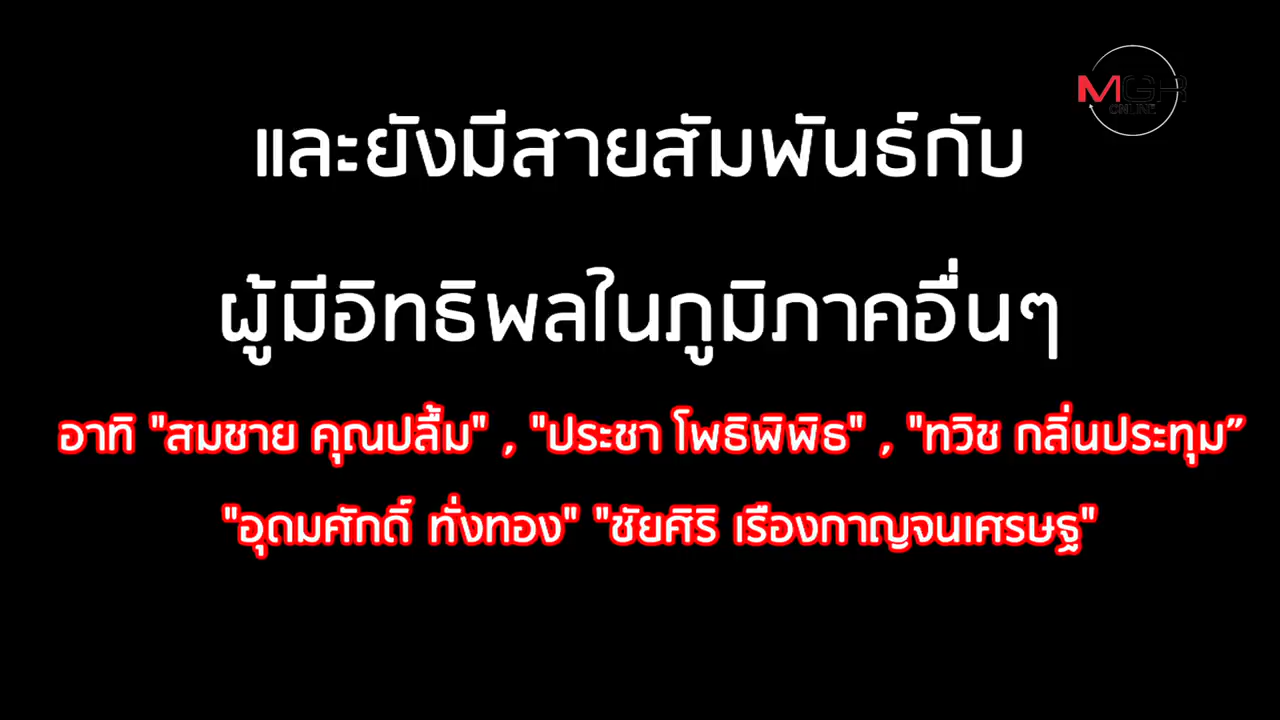 MGR
ONLINE
และยังมีสายสัมพันธ์กับ
ผู้มีอิทธิพลในภูมิภาคอื่นๆ
อาทิ "สมชาย คุณปลื้ม" , "ประชา โพธิพิพิธ" , "ทวิช กลิ่นประทุม”
"อุดมศักดิ์ ทั่งทอง" "ชัยศิริ เรืองกาญจนเศรษฐ"